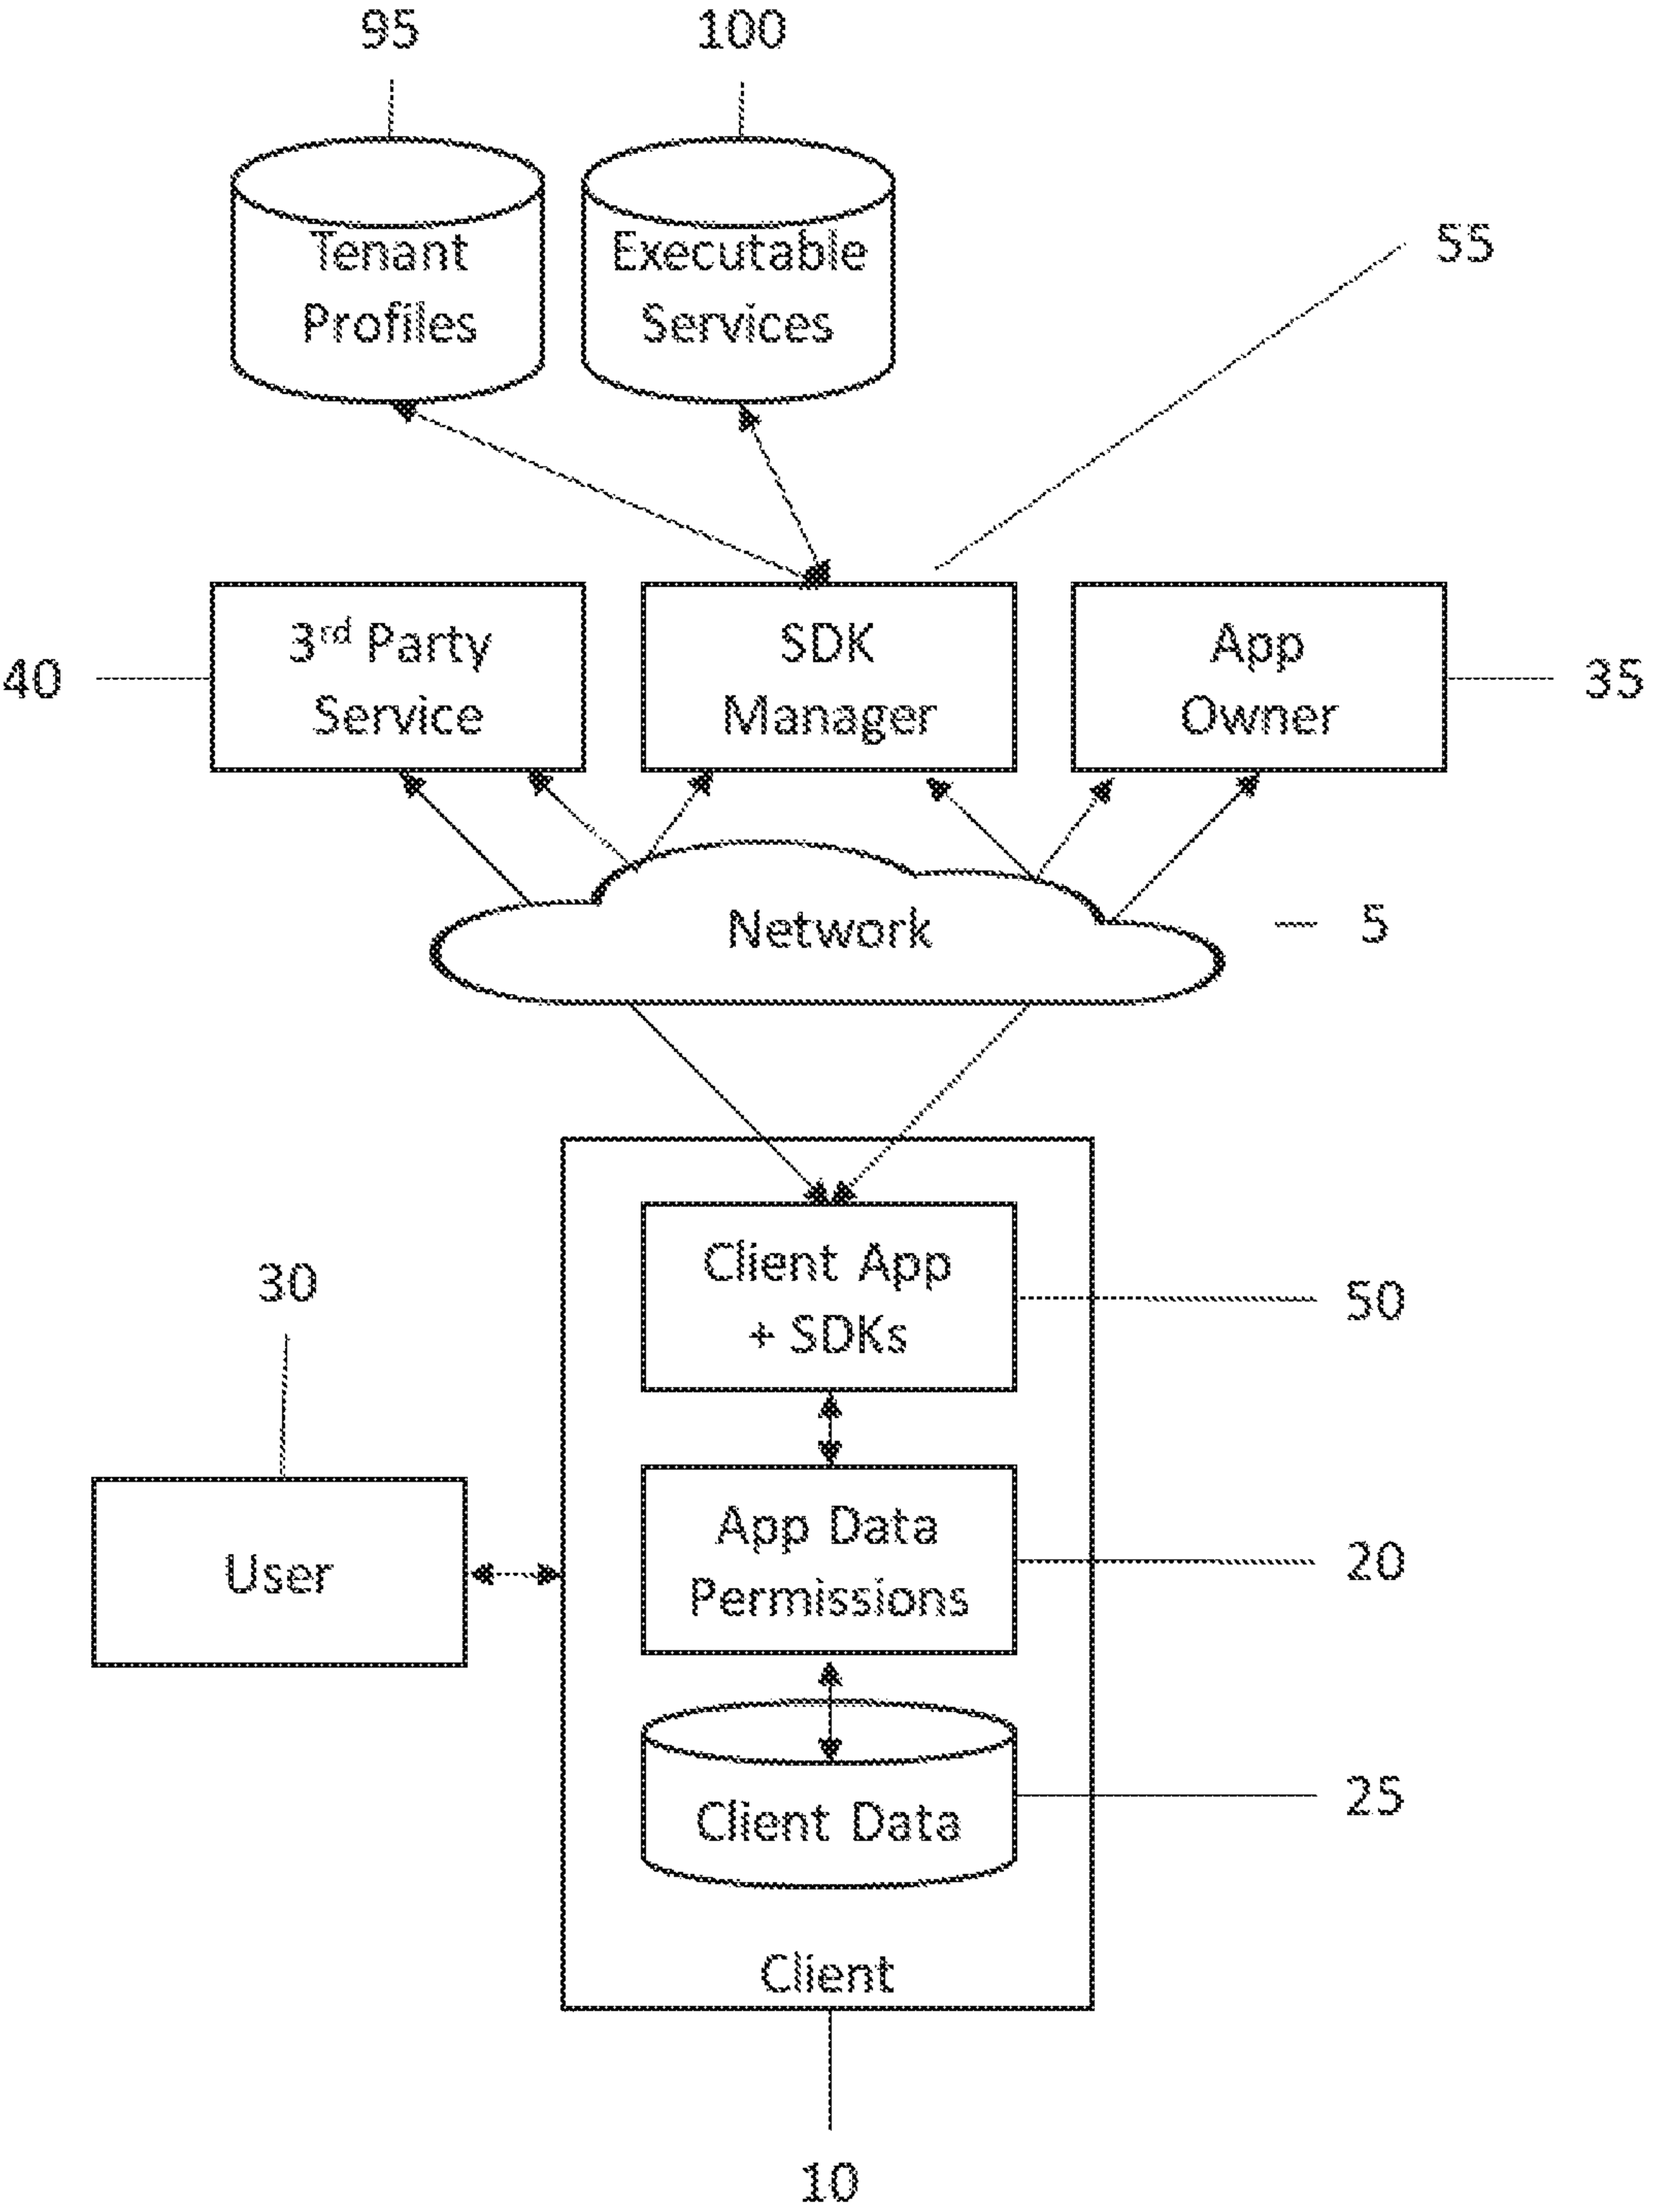 95
100
Tenant
Profiles
Executable
Services
55
40
3rd Party
Service
SDK
Manager
App
Owner
35
Network
5
Client App
+ SDKs
50
30
User
App Data
Permissions
20
Client Data
25
Client
10